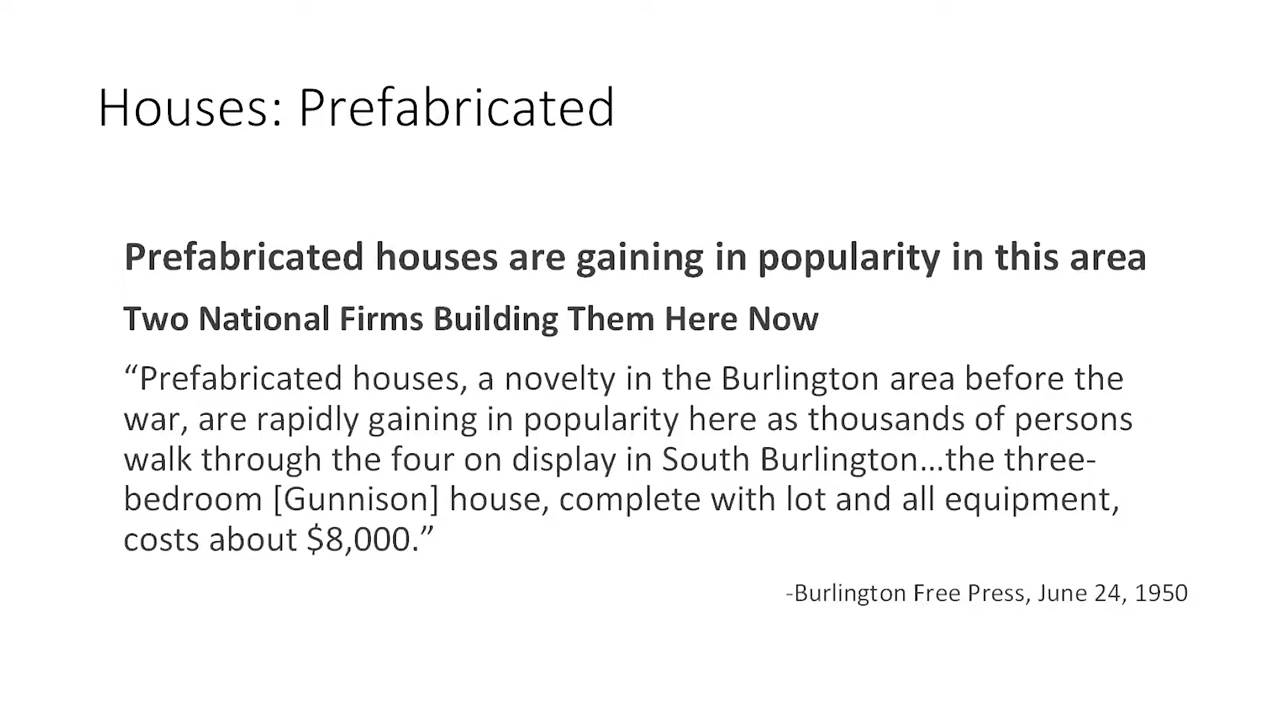 Houses: Prefabricated
Prefabricated houses are gaining in popularity in this area
Two National Firms Building Them Here Now
“Prefabricated houses, a novelty in the Burlington area before the
war, are rapidly gaining in popularity here as thousands of persons
walk through the four on display in South Burlington…the three-
bedroom [Gunnison] house, complete with lot and all equipment,
costs about $8,000.”
-Burlington Free Press, June 24, 1950